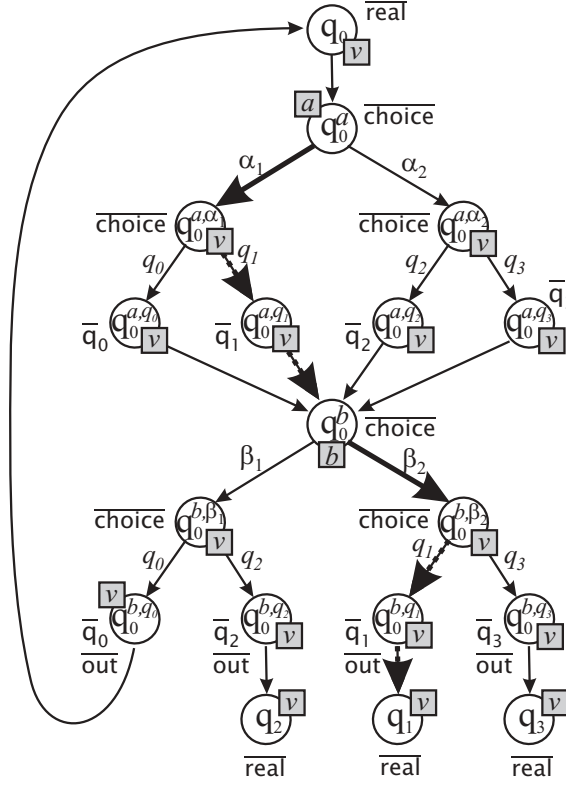 real
q₀ v
a
q₀ᵃ choice
α₁ α₂
choice q₀ᵃ,α₁ v choice q₀ᵃ,α₂ v
q₀ q₁ q₂ q₃
q̅
q̅₀ q₀ᵃ,q₀ v q̅₁ q₀ᵃ,q₁ v q̅₂ q₀ᵃ,q₂ v q₀ᵃ,q₃ v
q₀ᵇ choice
b
β₁ β₂
choice q₀ᵇ,β₁ v choice q₀ᵇ,β₂ v
q₀ q₂ q₁ q₃
v
q̅₀ q₀ᵇ,q₀ q̅₂ q₀ᵇ,q₂ v q̅₁ q₀ᵇ,q₁ v q̅₃ q₀ᵇ,q₃ v
out out out out
q₂ v q₁ v q₃ v
real real real